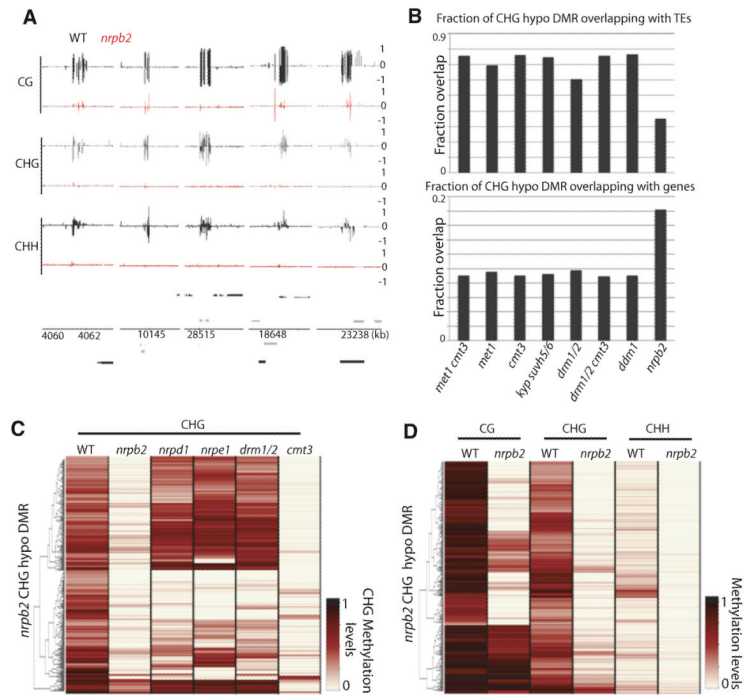 A
WT nrpb2
CG
1
0
-1
1
0
-1
CHG
1
0
-1
1
0
-1
CHH
1
0
-1
1
0
-1
4060 4062 10145 28515 18648 23238 (kb)
B
Fraction of CHG hypo DMR overlapping with TEs
0.9
Fraction overlap
0
Fraction of CHG hypo DMR overlapping with genes
0.2
Fraction overlap
0
met1 cmt3
met1
cmt3
kyp suvh5/6
drm1/2
drm1/2 cmt3
ddm1
nrpb2
C
CHG
WT nrpb2 nrpd1 nrpe1 drm1/2 cmt3
nrpb2 CHG hypo DMR
1
0
CHG Methylation
levels
D
CG CHG CHH
WT nrpb2 WT nrpb2 WT nrpb2
nrpb2 CHG hypo DMR
1
0
Methylation levels